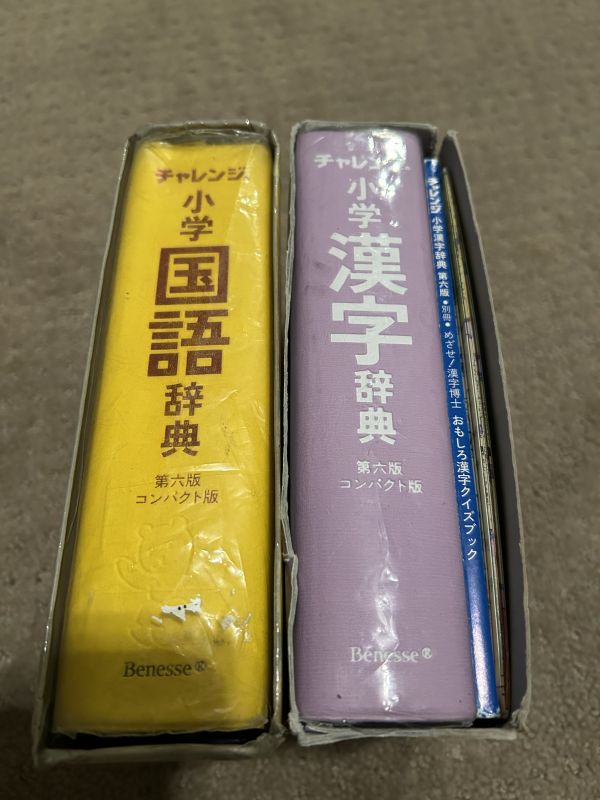 チャレンジ
小学
国語
辞典
第六版
コンパクト版
Benesse®
チャレンジ
小学
漢字
辞典
第六版
コンパクト版
Benesse®
チャレンジ 小学漢字辞典 第六版 ●別冊● めざせ!漢字博士 おもしろ漢字クイズブック